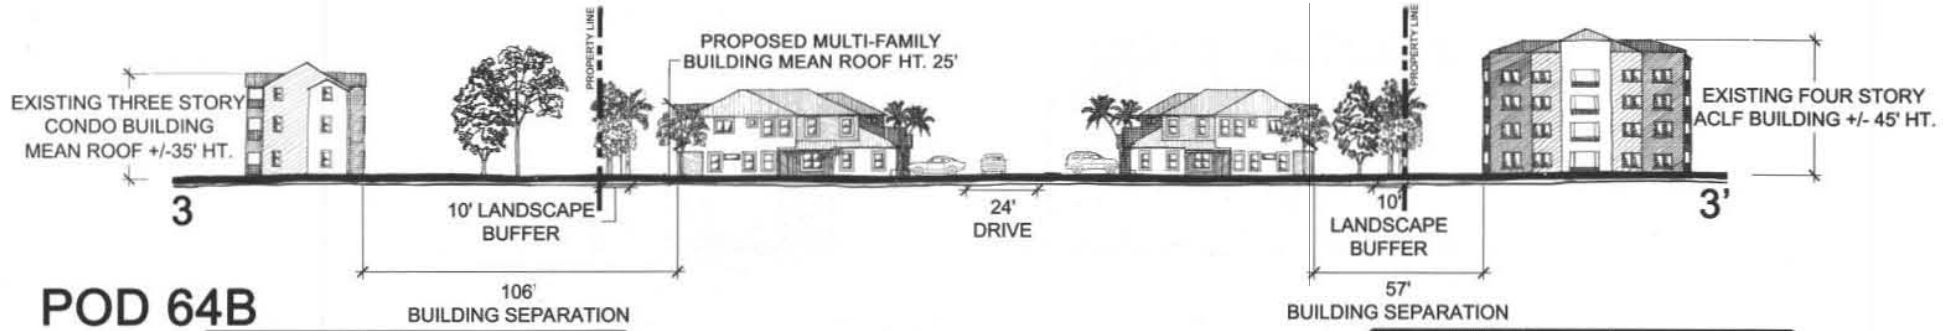 PROPERTY LINE
PROPERTY LINE
PROPOSED MULTI-FAMILY
BUILDING MEAN ROOF HT. 25'
EXISTING THREE STORY
CONDO BUILDING
MEAN ROOF +/-35' HT.
EXISTING FOUR STORY
ACLF BUILDING +/- 45' HT.
3
10' LANDSCAPE
BUFFER
24'
DRIVE
10'
LANDSCAPE
BUFFER
3'
106'
BUILDING SEPARATION
57'
BUILDING SEPARATION
POD 64B